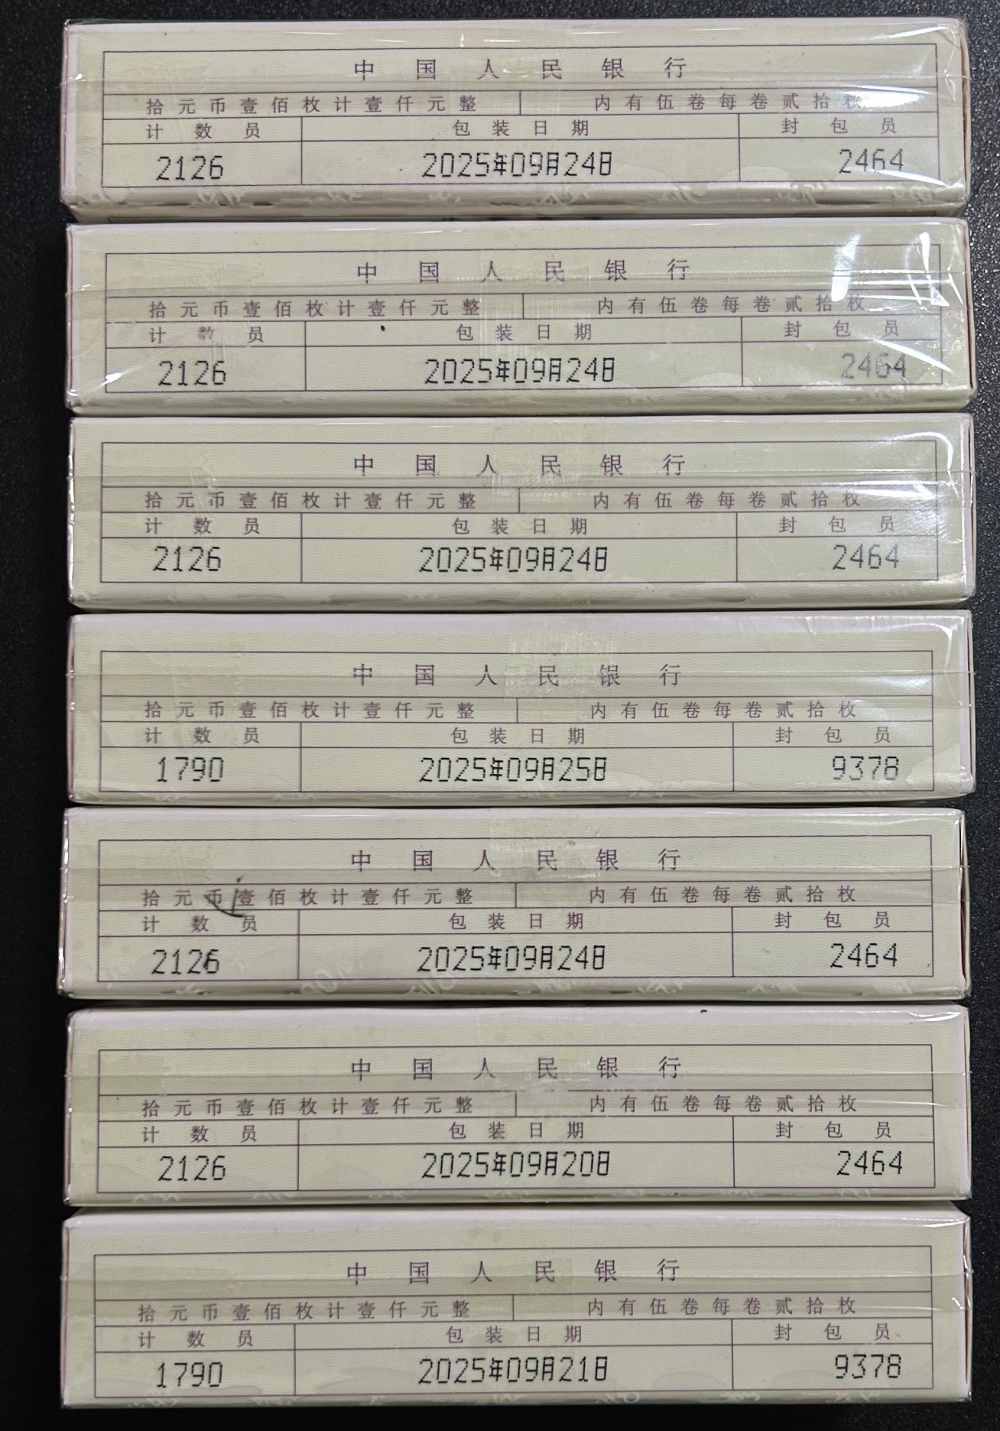 中国人民银行
拾元币壹佰枚计壹仟元整 内有伍卷每卷贰拾枚
计数员 包装日期 封包员
2126 2025年09月24日 2464
中国人民银行
拾元币壹佰枚计壹仟元整 内有伍卷每卷贰拾枚
计数员 包装日期 封包员
2126 2025年09月24日 2464
中国人民银行
拾元币壹佰枚计壹仟元整 内有伍卷每卷贰拾枚
计数员 包装日期 封包员
2126 2025年09月24日 2464
中国人民银行
拾元币壹佰枚计壹仟元整 内有伍卷每卷贰拾枚
计数员 包装日期 封包员
1790 2025年09月25日 9378
中国人民银行
拾元币壹佰枚计壹仟元整 内有伍卷每卷贰拾枚
计数员 包装日期 封包员
2126 2025年09月24日 2464
中国人民银行
拾元币壹佰枚计壹仟元整 内有伍卷每卷贰拾枚
计数员 包装日期 封包员
2126 2025年09月20日 2464
中国人民银行
拾元币壹佰枚计壹仟元整 内有伍卷每卷贰拾枚
计数员 包装日期 封包员
1790 2025年09月21日 9378